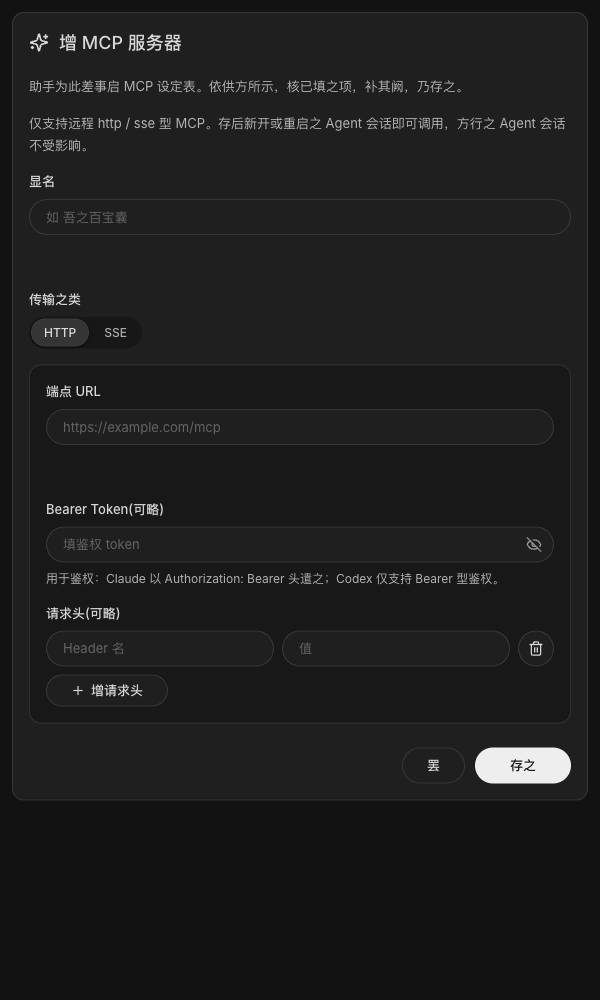 增 MCP 服务器
助手为此差事启 MCP 设定表。依供方所示，核已填之项，补其阙，乃存之。
仅支持远程 http / sse 型 MCP。存后新开或重启之 Agent 会话即可调用，方行之 Agent 会话
不受影响。
显名
如 吾之百宝囊
传输之类
HTTP SSE
端点 URL
https://example.com/mcp
Bearer Token(可略)
填鉴权 token
用于鉴权：Claude 以 Authorization: Bearer 头遣之；Codex 仅支持 Bearer 型鉴权。
请求头(可略)
Header 名 值
增请求头
罢 存之